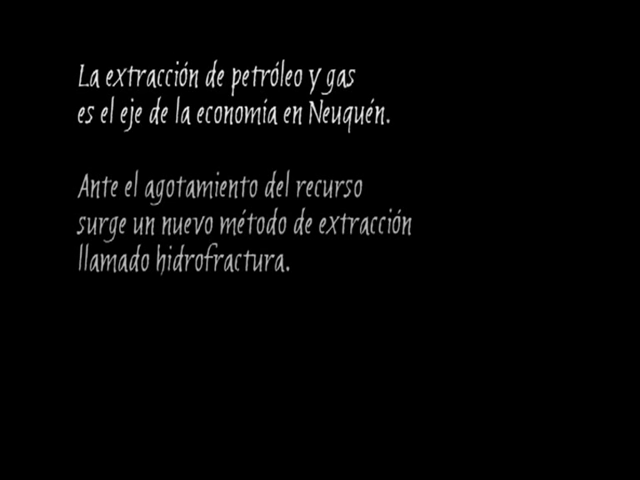 La extracción de petróleo y gas
es el eje de la economía en Neuquén.
Ante el agotamiento del recurso
surge un nuevo método de extracción
llamado hidrofractura.